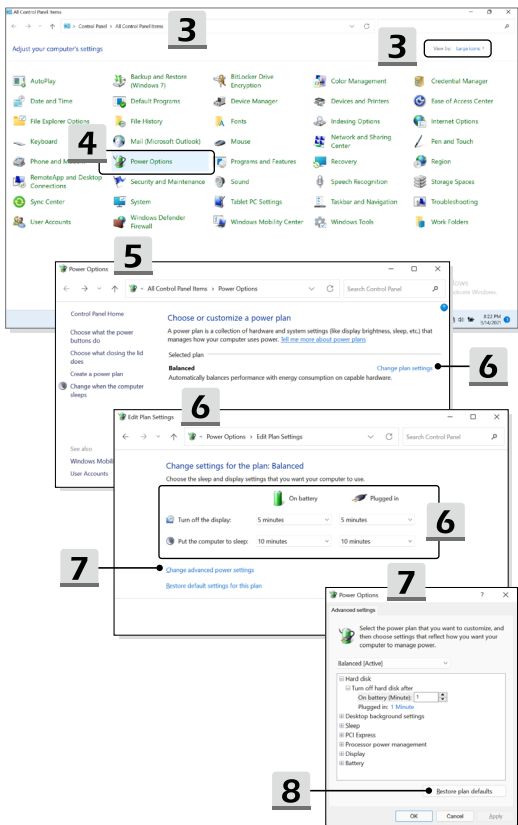 All Control Panel Items
Control Panel > All Control Panel Items
3
3
Adjust your computer's settings
View by: Large icons
AutoPlay
Backup and Restore (Windows 7)
BitLocker Drive Encryption
Color Management
Credential Manager
Date and Time
Default Programs
Device Manager
Devices and Printers
Ease of Access Center
File Explorer Options
File History
Fonts
Indexing Options
Internet Options
4
Keyboard
Mail (Microsoft Outlook)
Mouse
Network and Sharing Center
Pen and Touch
Phone and M
Power Options
Programs and Features
Recovery
Region
RemoteApp and Desktop Connections
Security and Maintenance
Sound
Speech Recognition
Storage Spaces
Sync Center
System
Tablet PC Settings
Taskbar and Navigation
Troubleshooting
User Accounts
Windows Defender Firewall
Windows Mobility Center
Windows Tools
Work Folders
5
Power Options
All Control Panel Items > Power Options
Search Control Panel
8:22 PM
9/14/2021
Control Panel Home
Choose what the power buttons do
Choose what closing the lid does
Create a power plan
Change when the computer sleeps
See also
Windows Mobili
User Accounts
Choose or customize a power plan
A power plan is a collection of hardware and system settings (like display brightness, sleep, etc.) that
manages how your computer uses power. Tell me more about power plans
Selected plan
Balanced
Change plan settings
Automatically balances performance with energy consumption on capable hardware.
6
6
Edit Plan Settings
Power Options > Edit Plan Settings
Search Control Panel
Change settings for the plan: Balanced
Choose the sleep and display settings that you want your computer to use.
On battery
Plugged in
Turn off the display:
5 minutes
5 minutes
Put the computer to sleep:
10 minutes
10 minutes
6
7
Change advanced power settings
Restore default settings for this plan
7
Power Options
?
Advanced settings
Select the power plan that you want to customize, and
then choose settings that reflect how you want your
computer to manage power.
Balanced [Active]
Hard disk
Turn off hard disk after
On battery (Minute): 1
Plugged in: 1 Minute
Desktop background settings
Sleep
PCI Express
Processor power management
Display
Battery
8
Restore plan defaults
OK
Cancel
Apply